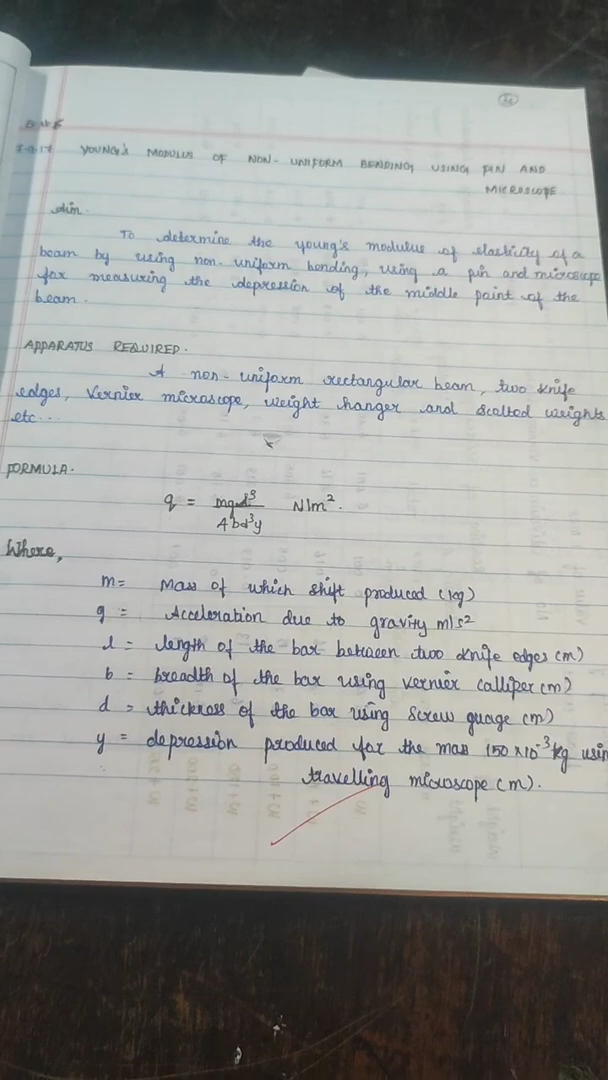 YOUNG'S MODULUS OF NON-UNIFORM BENDING, USING PIN AND
MICROSCOPE
Aim.
To determine the young's modulus of elasticity of a
beam by using non-uniform bending, using a pin and microscope
for measuring the depression of the middle point of the
beam.
APPARATUS REQUIRED.
A non-uniform rectangular beam, two knife
edges, Vernier microscope, weight hanger and scolted weights
etc...
FORMULA.
q = mgl³/4bd³y N/m².
Where,
m = Mass of which shift produced (kg)
g = Acceleration due to gravity m/s²
l = length of the bar between two knife edges (m)
b = breadth of the bar using vernier calliper (m)
d = thickness of the bar using screw guage (m)
y = depression produced for the mass 150 x 10⁻³ kg usin
travelling microscope (m).